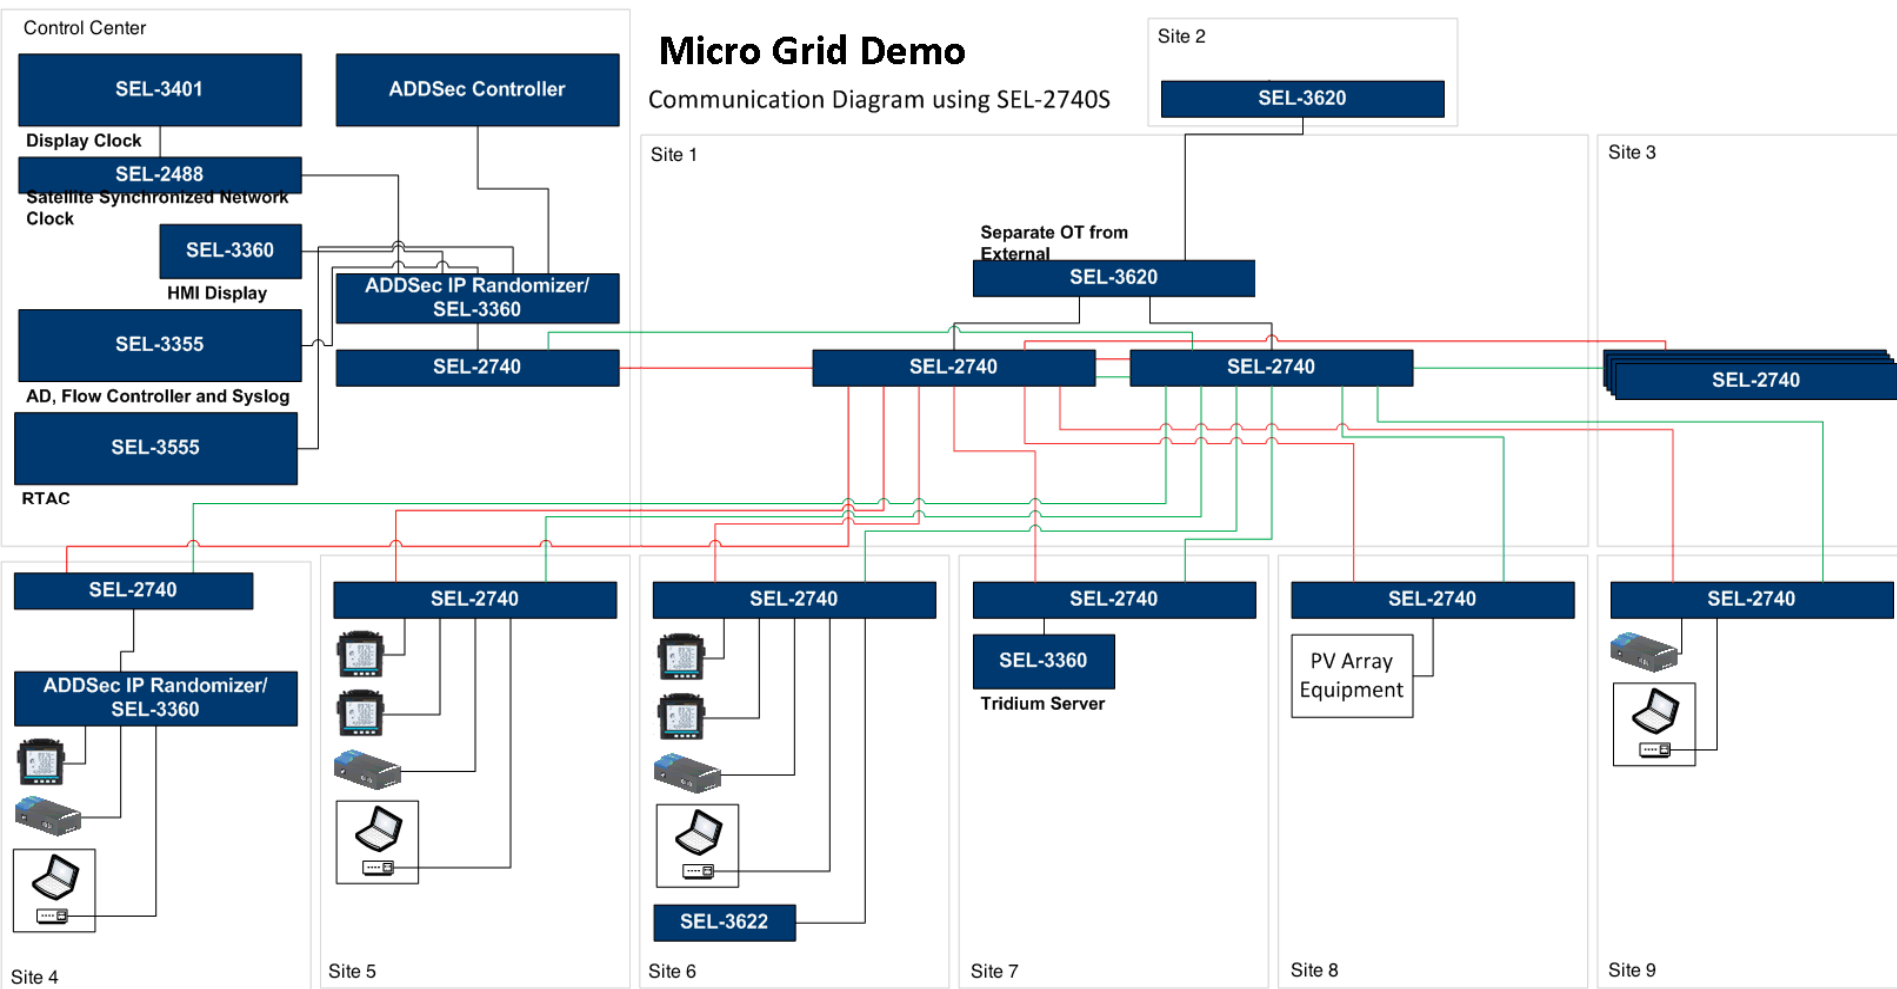 Control Center
SEL-3401
Display Clock
SEL-2488
Satellite Synchronized Network
Clock
SEL-3360
HMI Display
SEL-3355
AD, Flow Controller and Syslog
SEL-3555
RTAC
ADDSec Controller
ADDSec IP Randomizer/
SEL-3360
SEL-2740
Micro Grid Demo
Communication Diagram using SEL-2740S
Site 2
SEL-3620
Site 1
Separate OT from
External
SEL-3620
SEL-2740
SEL-2740
Site 3
SEL-2740
SEL-2740
ADDSec IP Randomizer/
SEL-3360
Site 4
SEL-2740
Site 5
SEL-2740
SEL-3622
Site 6
SEL-2740
SEL-3360
Tridium Server
Site 7
SEL-2740
PV Array
Equipment
Site 8
SEL-2740
Site 9